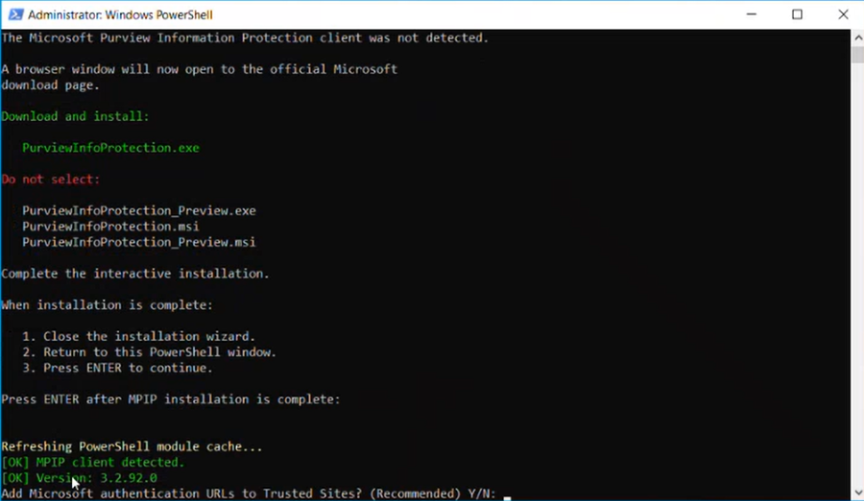 Administrator: Windows PowerShell
The Microsoft Purview Information Protection client was not detected.
A browser window will now open to the official Microsoft
download page.
Download and install:
PurviewInfoProtection.exe
Do not select:
PurviewInfoProtection_Preview.exe
PurviewInfoProtection.msi
PurviewInfoProtection_Preview.msi
Complete the interactive installation.
When installation is complete:
1. Close the installation wizard.
2. Return to this PowerShell window.
3. Press ENTER to continue.
Press ENTER after MPIP installation is complete:
Refreshing PowerShell module cache...
[OK] MPIP client detected.
[OK] Version: 3.2.92.0
Add Microsoft authentication URLs to Trusted Sites? (Recommended) Y/N: